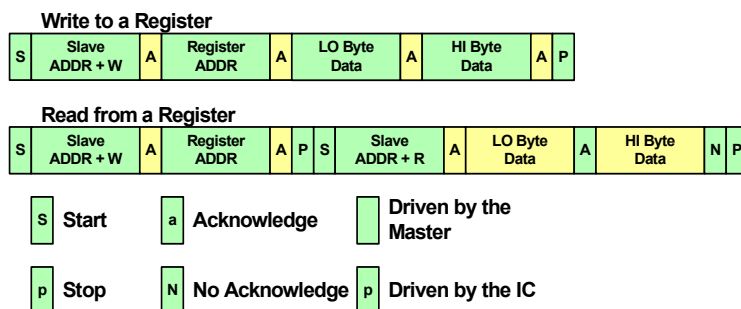 Write to a Register
S Slave ADDR + W A Register ADDR A LO Byte Data A HI Byte Data A P
Read from a Register
S Slave ADDR + W A Register ADDR A P S Slave ADDR + R A LO Byte Data A HI Byte Data N P
S Start a Acknowledge Driven by the Master
p Stop N No Acknowledge p Driven by the IC